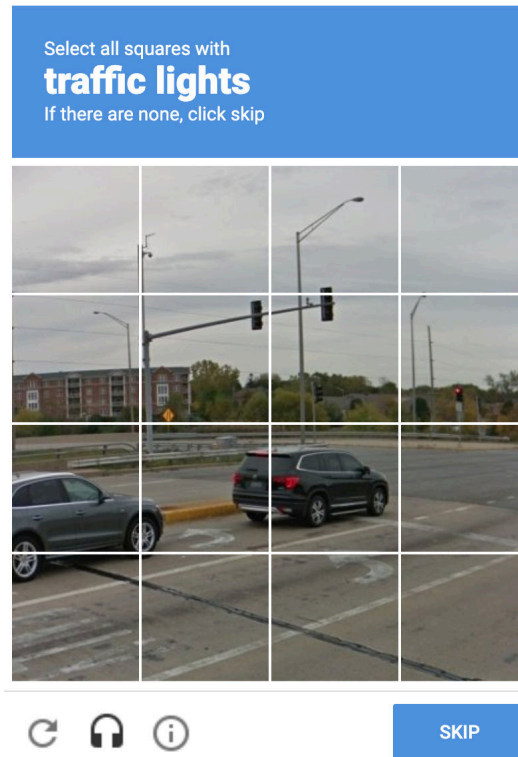 Select all squares with
traffic lights
If there are none, click skip
SKIP